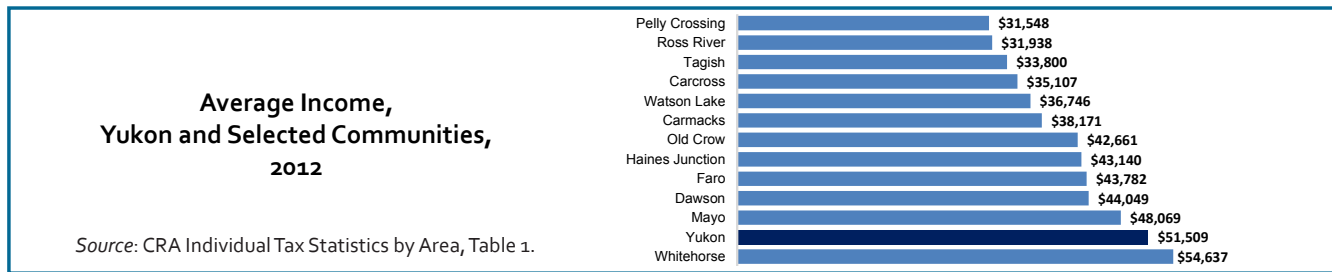 Average Income,
Yukon and Selected Communities,
2012
Source: CRA Individual Tax Statistics by Area, Table 1.
Pelly Crossing $31,548
Ross River $31,938
Tagish $33,800
Carcross $35,107
Watson Lake $36,746
Carmacks $38,171
Old Crow $42,661
Haines Junction $43,140
Faro $43,782
Dawson $44,049
Mayo $48,069
Yukon $51,509
Whitehorse $54,637